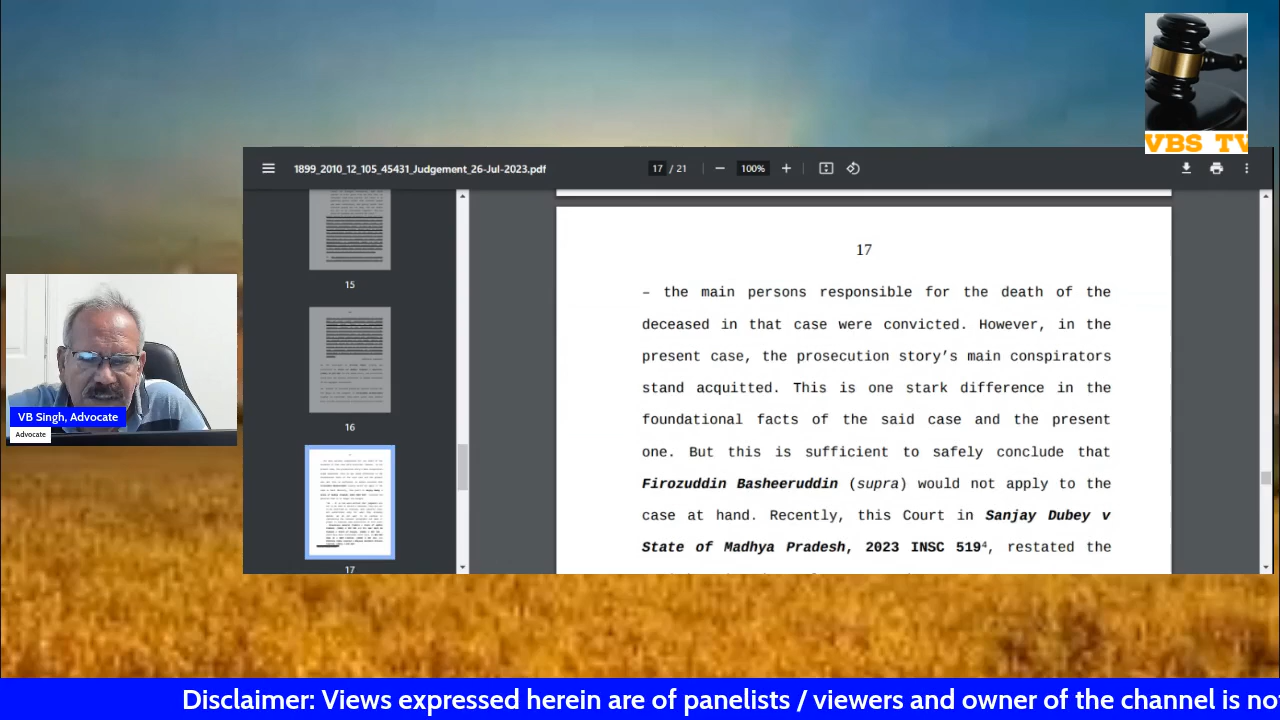 VBS TV
1899_2010_12_105_45431_Judgement_26-Jul-2023.pdf
17 / 21
100%
15
16
17
17
– the main persons responsible for the death of the
deceased in that case were convicted. However, in the
present case, the prosecution story's main conspirators
stand acquitted. This is one stark difference in the
foundational facts of the said case and the present
one. But this is sufficient to safely conclude that
Firozuddin Basheeruddin (supra) would not apply to the
case at hand. Recently, this Court in Sanjay Dubey v
State of Madhya Pradesh, 2023 INSC 519⁴, restated the
VB Singh, Advocate
Advocate
Disclaimer: Views expressed herein are of panelists / viewers and owner of the channel is no